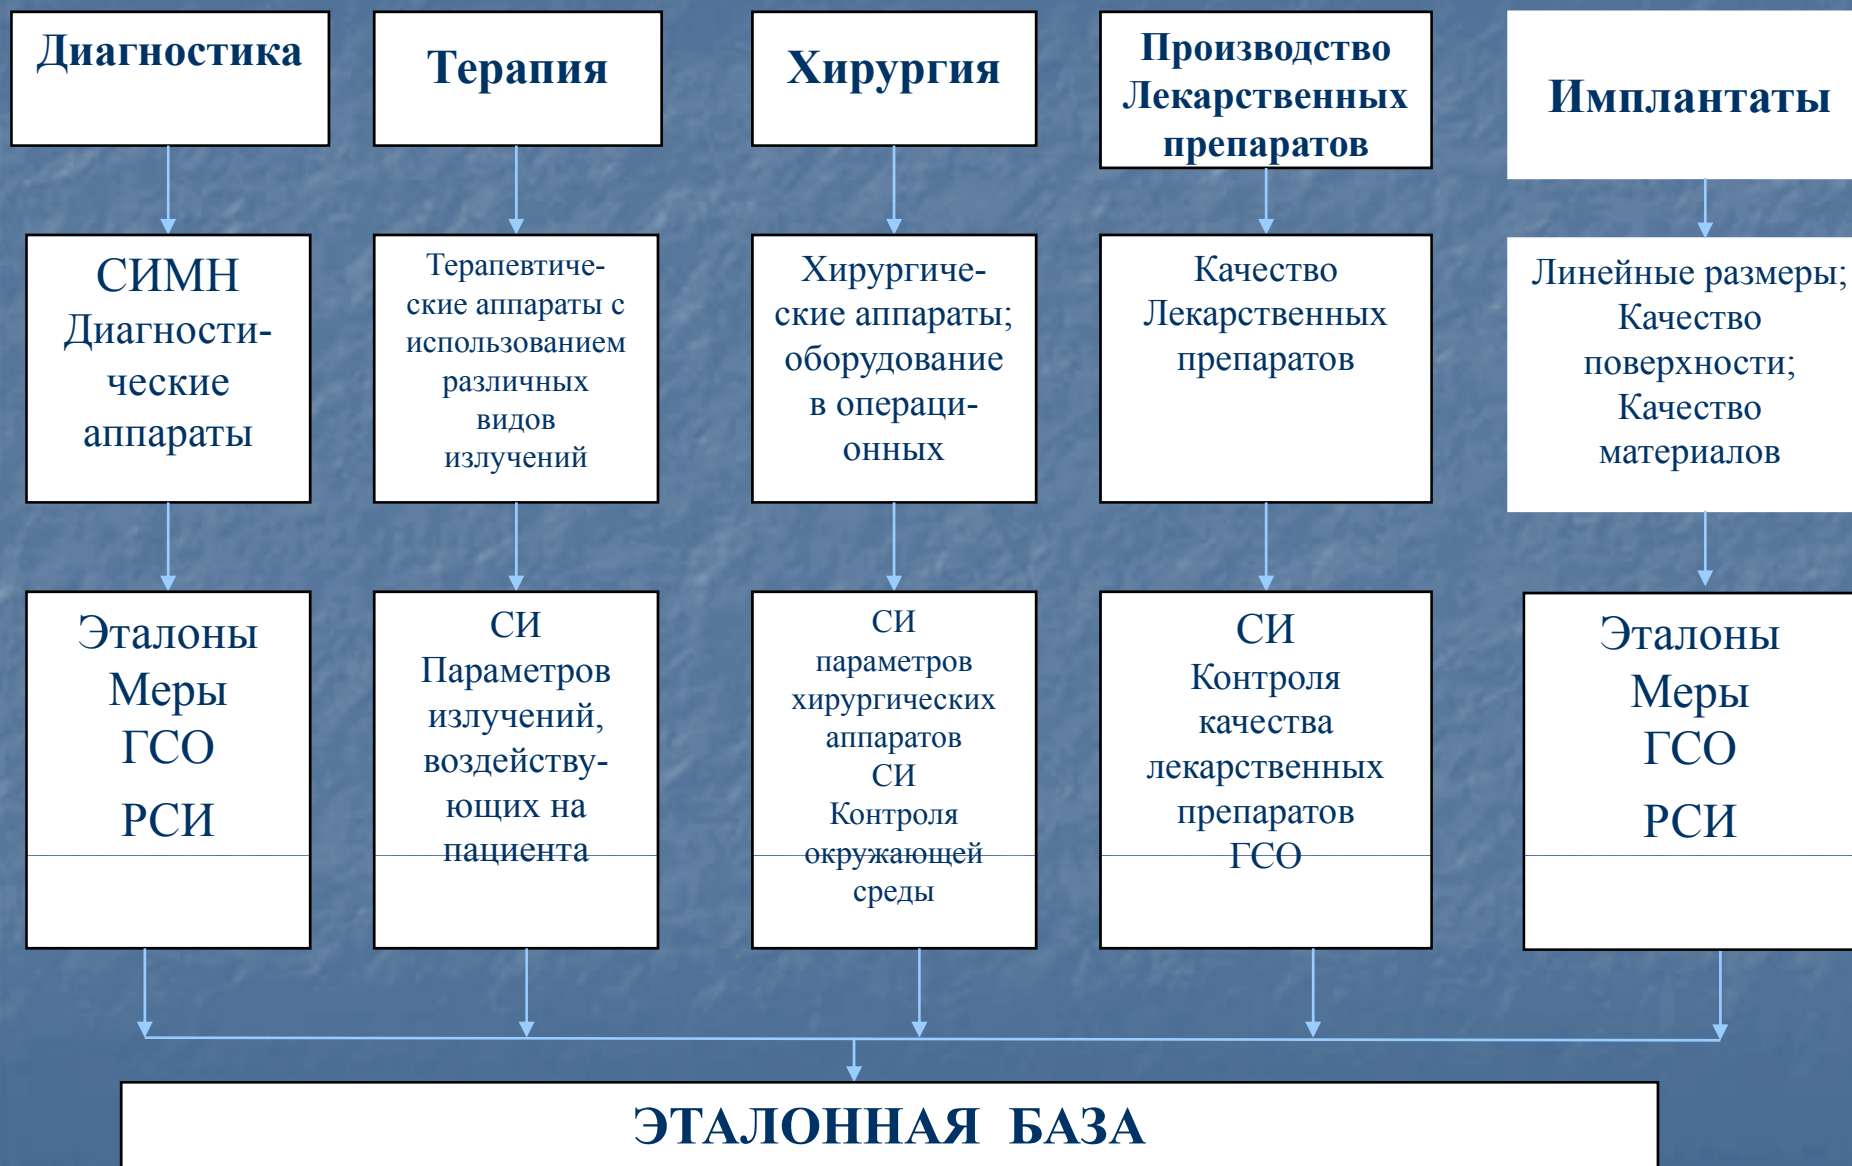 Диагностика
Терапия
Хирургия
Производство
Лекарственных
препаратов
Имплантаты
СИМН
Диагности-
ческие
аппараты
Терапевтиче-
ские аппараты с
использованием
различных
видов
излучений
Хирургиче-
ские аппараты;
оборудование
в операци-
онных
Качество
Лекарственных
препаратов
Линейные размеры;
Качество
поверхности;
Качество
материалов
Эталоны
Меры
ГСО
РСИ
СИ
Параметров
излучений,
воздейству-
ющих на
пациента
СИ
параметров
хирургических
аппаратов
СИ
Контроля
окружающей
среды
СИ
Контроля
качества
лекарственных
препаратов
ГСО
Эталоны
Меры
ГСО
РСИ
ЭТАЛОННАЯ БАЗА